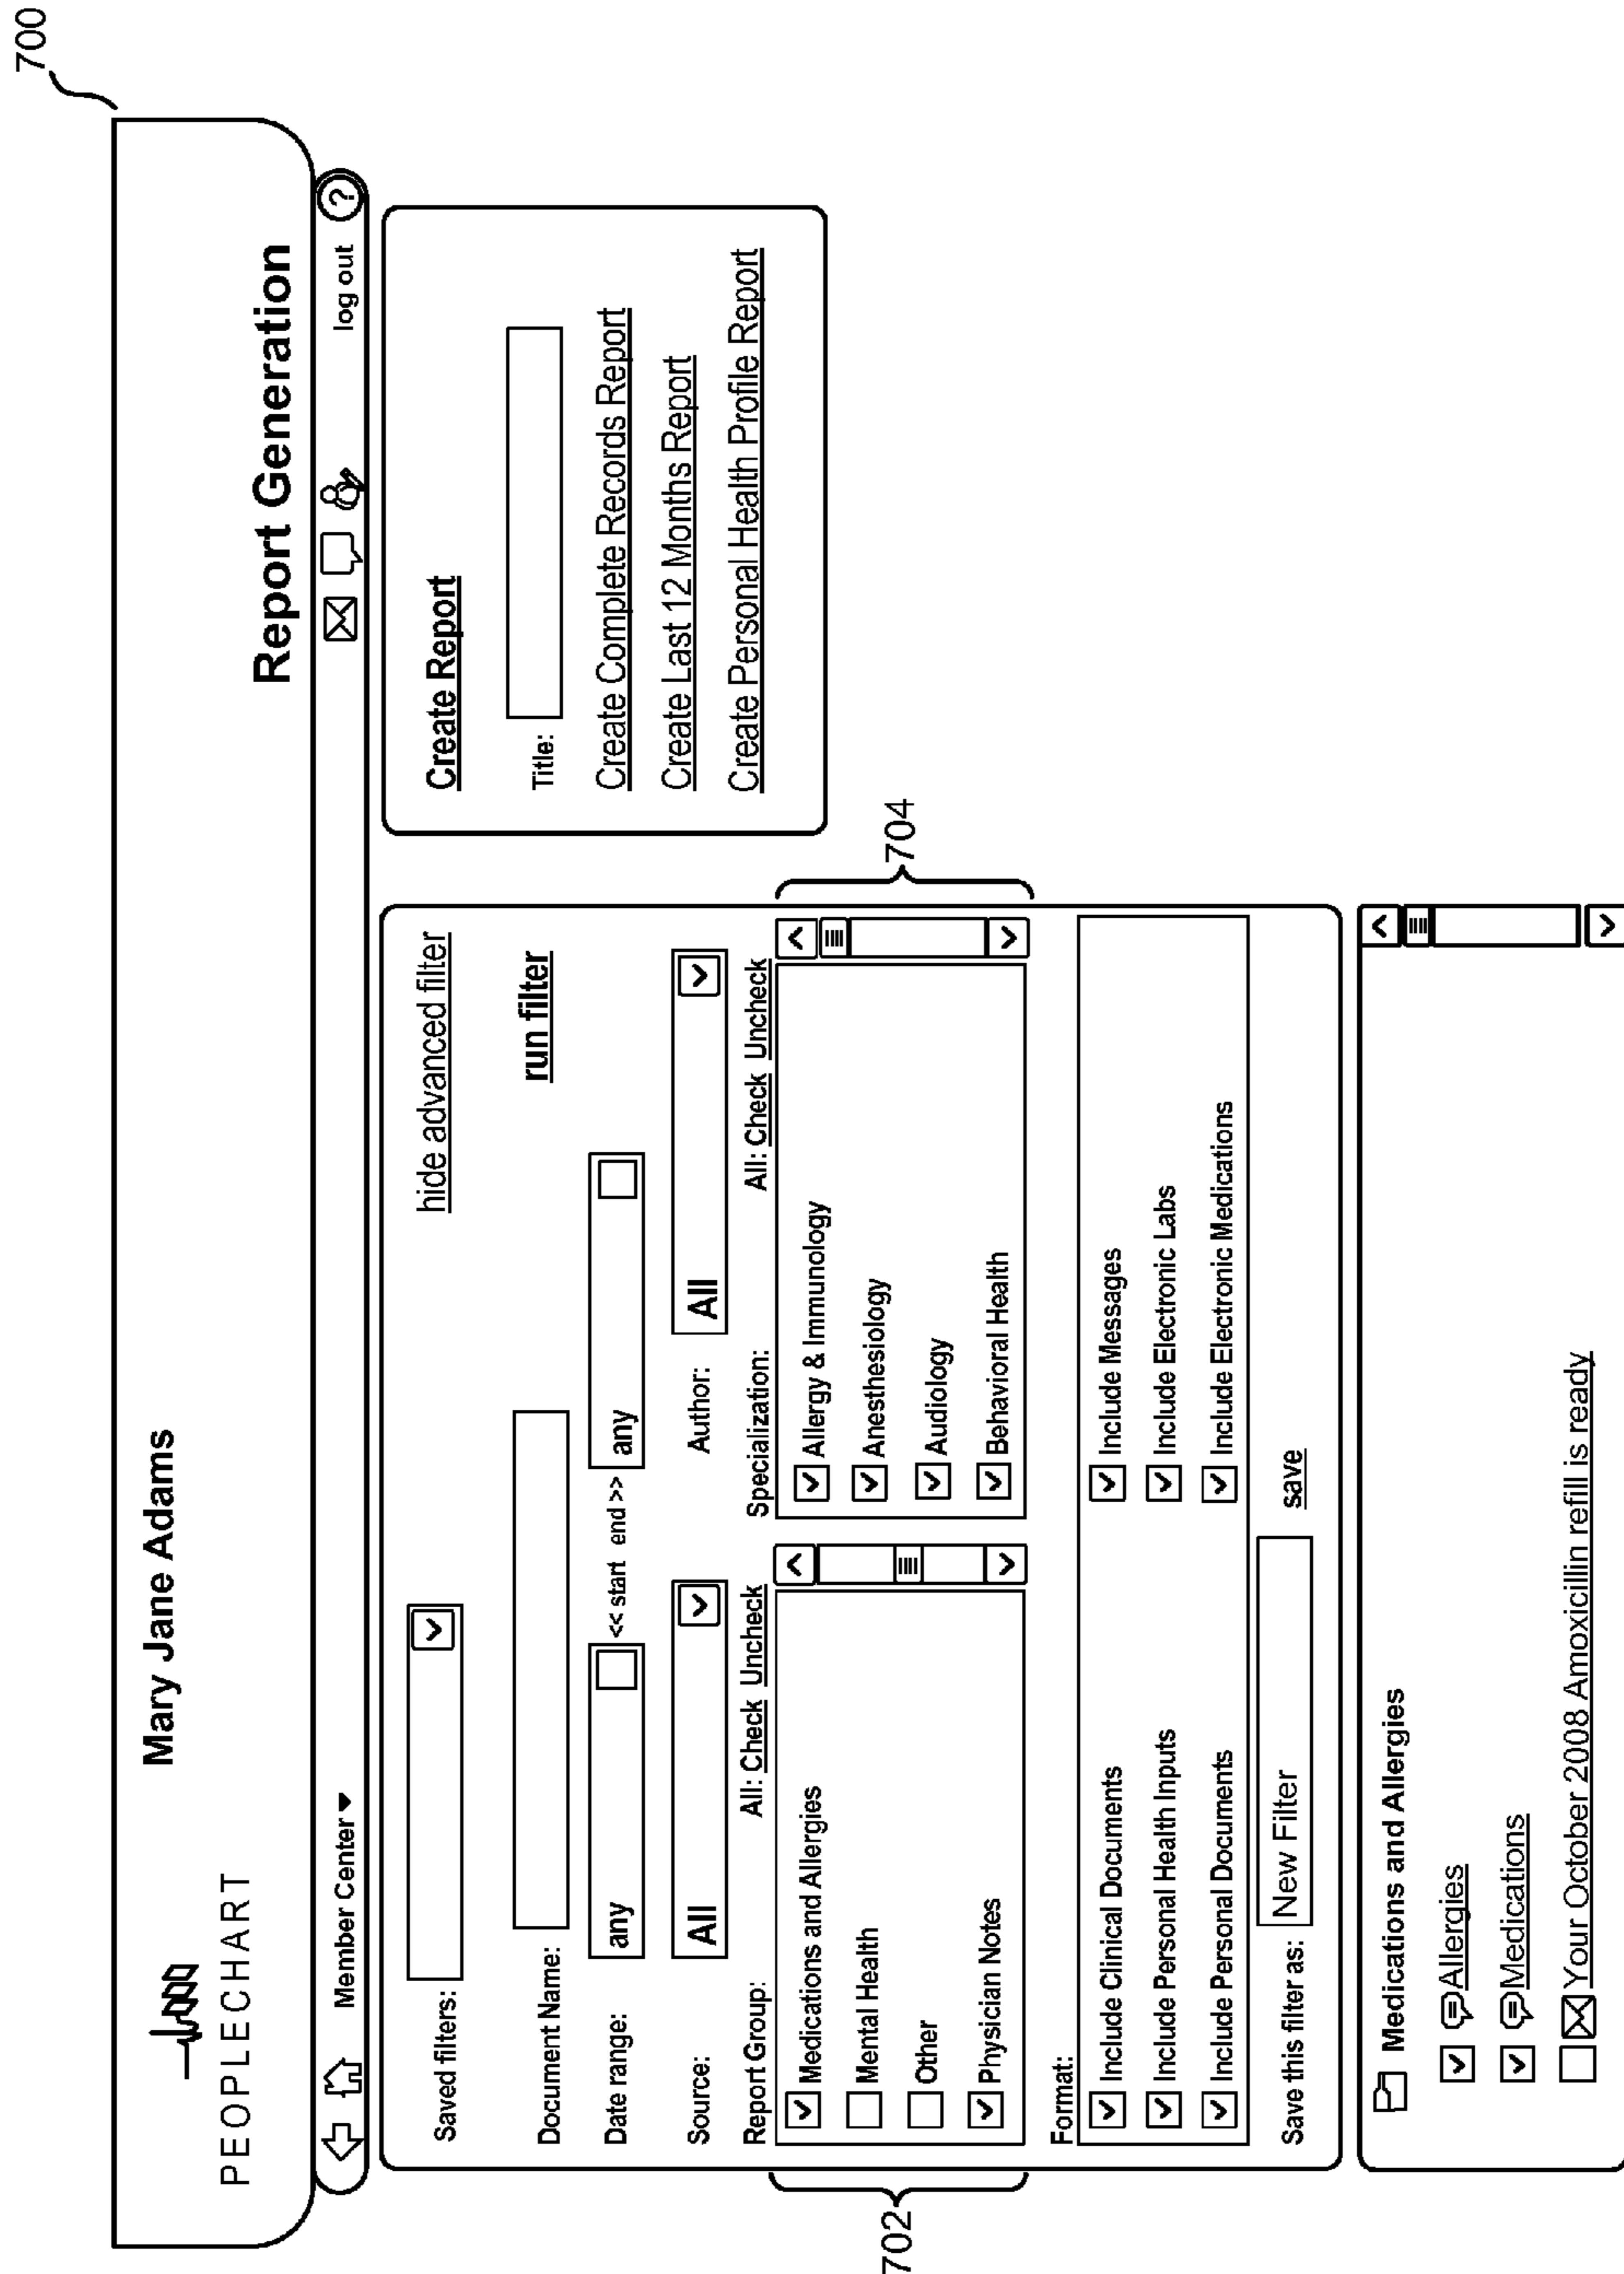 700
Mary Jane Adams
PEOPLECHART
Report Generation
Member Center
log out ?
Saved filters:
hide advanced filter
Document Name:
run filter
Date range: any << start end >> any
Source: All Author: All
Report Group: All: Check Uncheck
Medications and Allergies
Mental Health
Other
Physician Notes
702
Specialization: All: Check Uncheck
Allergy & Immunology
Anesthesiology
Audiology
Behavioral Health
704
Format:
Include Clinical Documents Include Messages
Include Personal Health Inputs Include Electronic Labs
Include Personal Documents Include Electronic Medications
Save this filter as: New Filter save
Create Report
Title:
Create Complete Records Report
Create Last 12 Months Report
Create Personal Health Profile Report
Medications and Allergies
Allergies
Medications
Your October 2008 Amoxicillin refill is ready